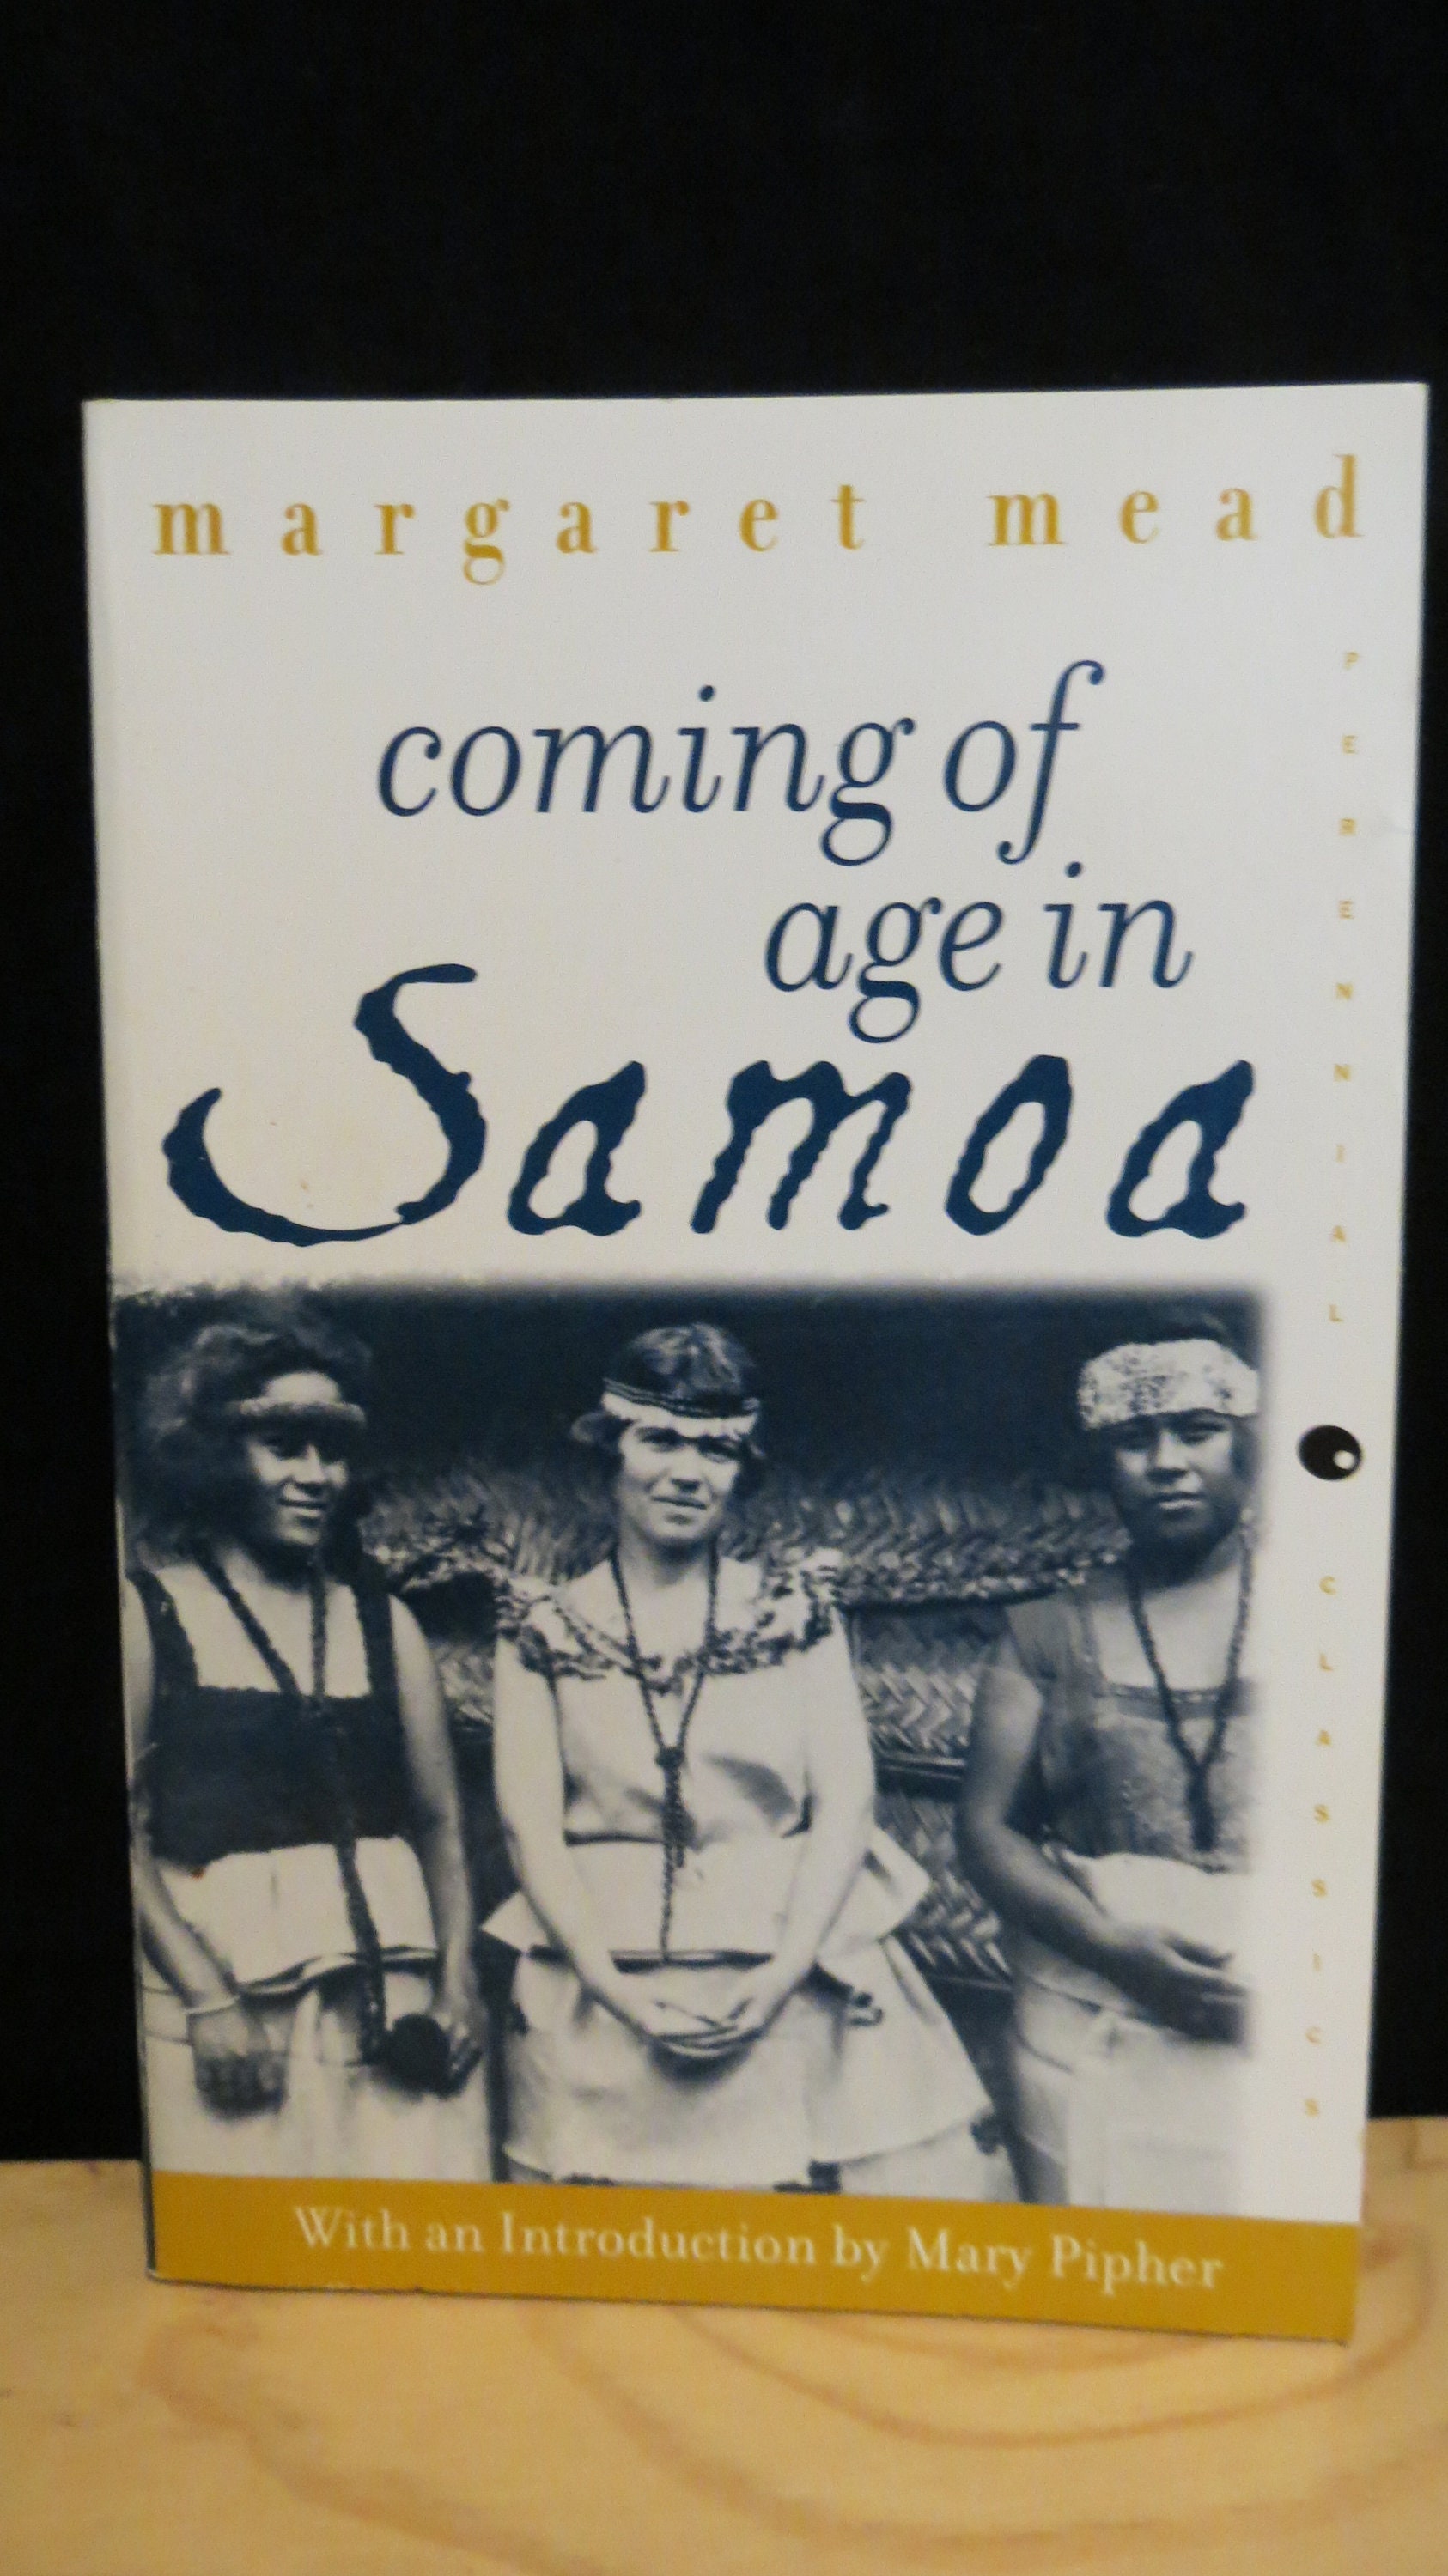 margaret mead
coming of
age in
Samoa
PERENNIAL
CLASSICS
With an Introduction by Mary Pipher